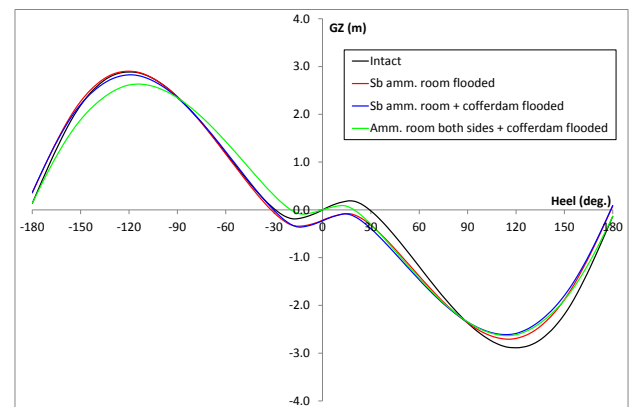 4.0
GZ (m)
3.0
Intact
Sb amm. room flooded
2.0
Sb amm. room + cofferdam flooded
Amm. room both sides + cofferdam flooded
1.0
0.0
Heel (deg.)
-180 -150 -120 -90 -60 -30 0 30 60 90 120 150 180
-1.0
-2.0
-3.0
-4.0